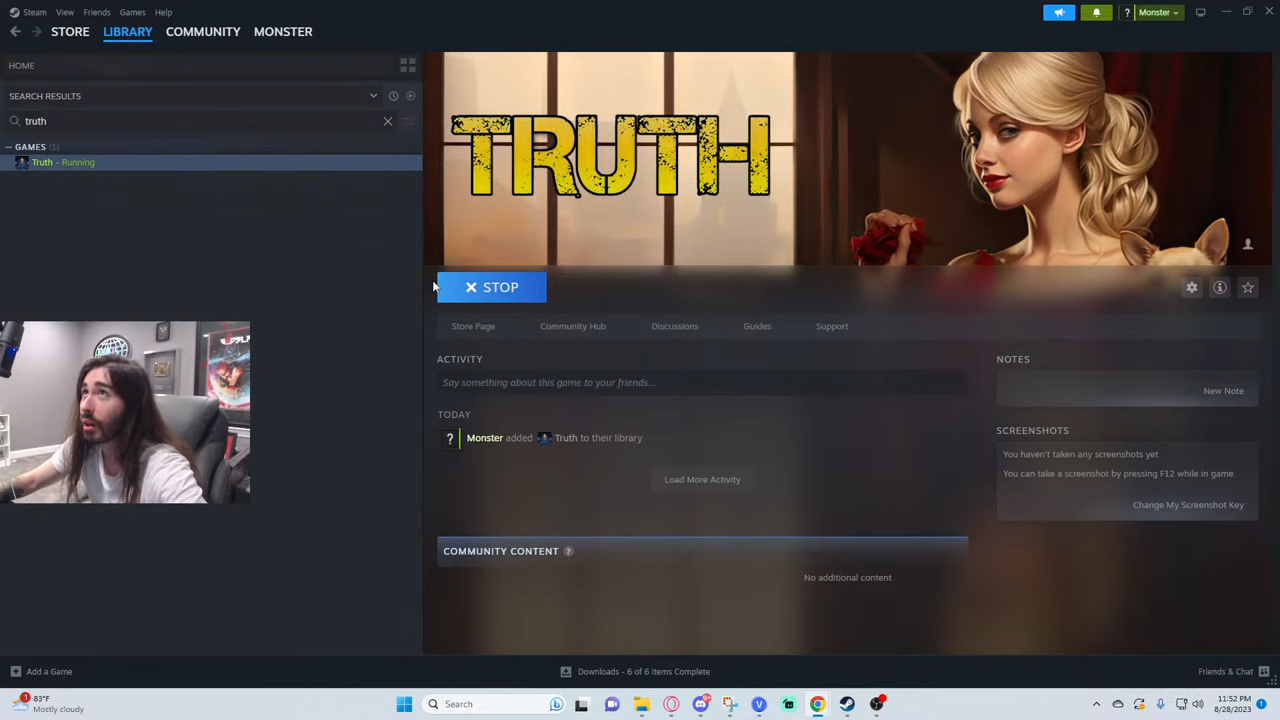 Steam View Friends Games Help
? Monster
STORE LIBRARY COMMUNITY MONSTER
HOME
SEARCH RESULTS
truth
GAMES (1)
Truth - Running
TRUTH
STOP
Store Page Community Hub Discussions Guides Support
ACTIVITY
Say something about this game to your friends...
TODAY
? Monster added Truth to their library
Load More Activity
COMMUNITY CONTENT ?
No additional content
NOTES
New Note
SCREENSHOTS
You haven't taken any screenshots yet
You can take a screenshot by pressing F12 while in game.
Change My Screenshot Key
Add a Game
Downloads - 6 of 6 Items Complete
Friends & Chat
1
83°F
Mostly cloudy
Search
9+
11:52 PM
8/28/2023
1